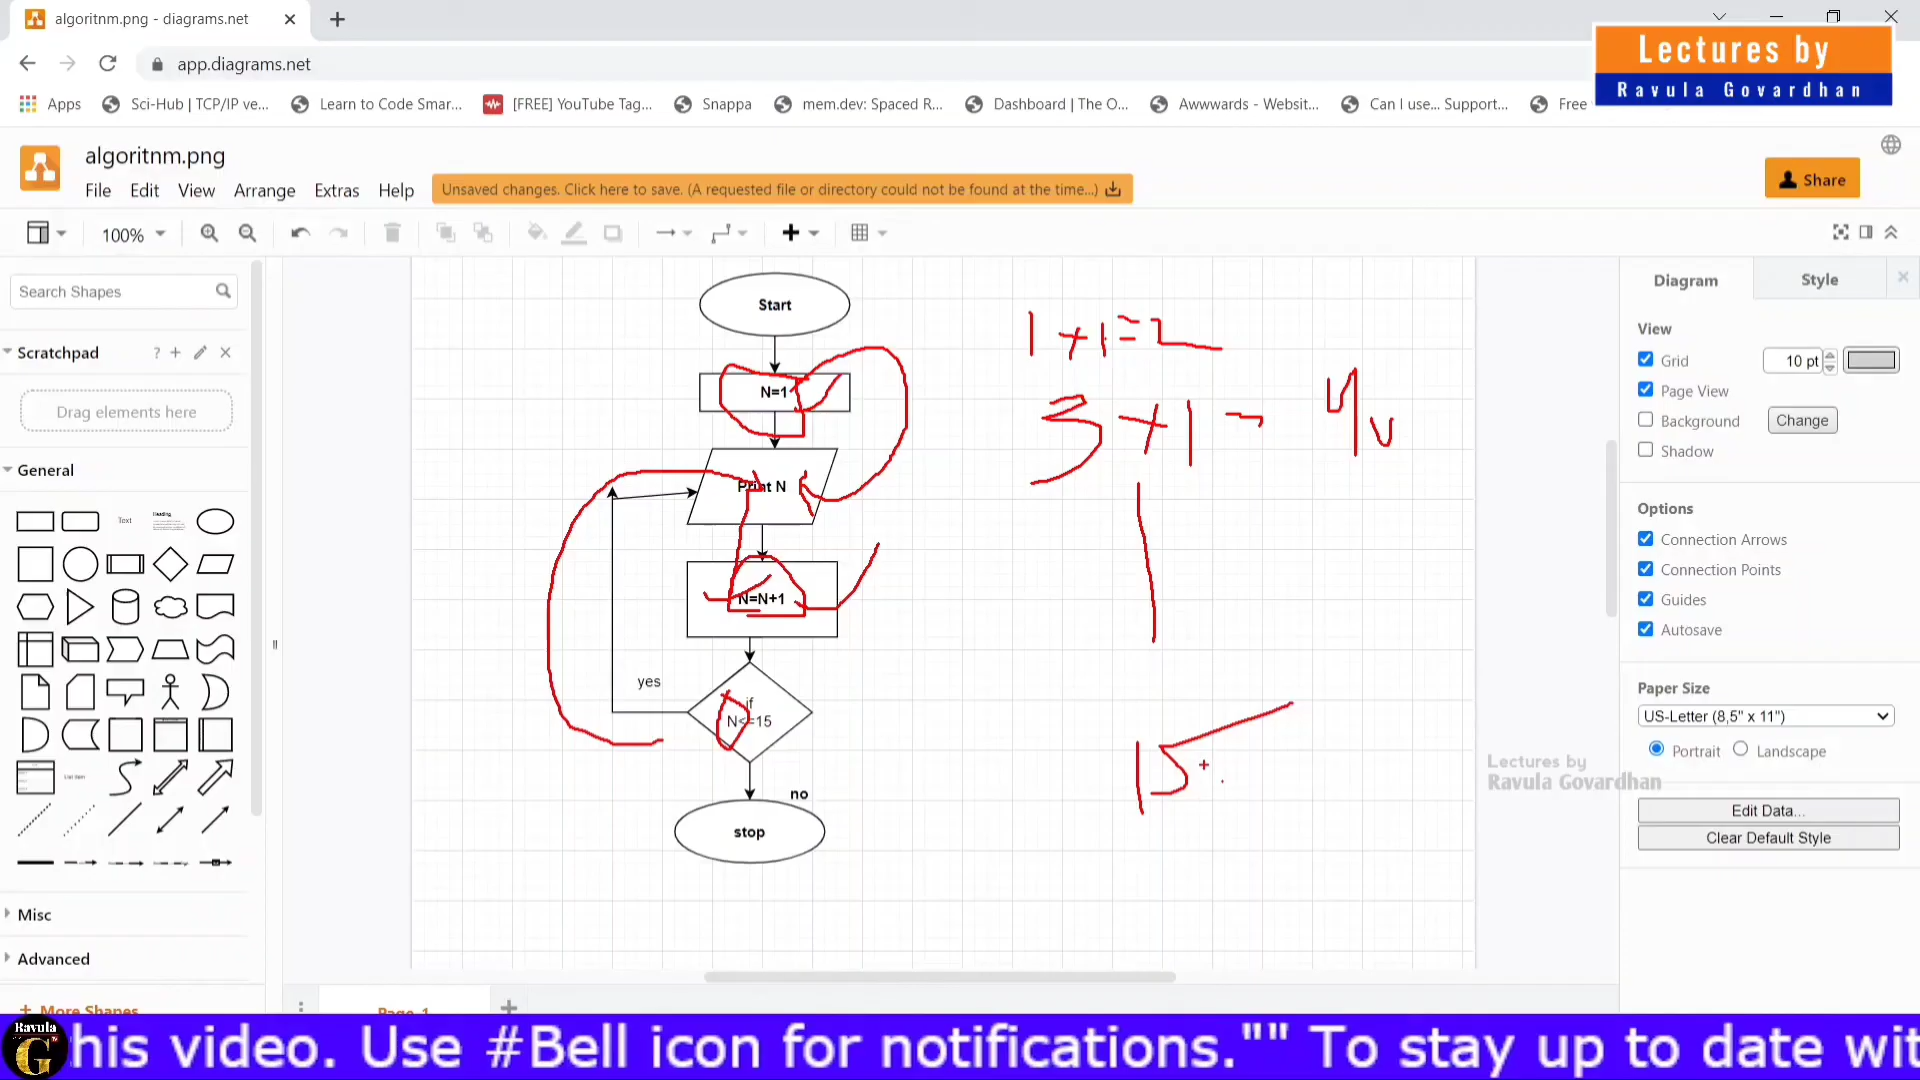 algoritnm.png - diagrams.net
app.diagrams.net
Lectures by
Ravula Govardhan
Apps
Sci-Hub | TCP/IP ve...
Learn to Code Smar...
[FREE] YouTube Tag...
Snappa
mem.dev: Spaced R...
Dashboard | The O...
Awwwards - Websit...
Can I use... Support...
Free
algoritnm.png
File Edit View Arrange Extras Help
Unsaved changes. Click here to save. (A requested file or directory could not be found at the time...)
Share
100%
Search Shapes
Scratchpad
?
Drag elements here
General
Text
Heading
List Item
Misc
Advanced
+ More Shapes
Start
N=1
Print N
N=N+1
yes
if
N<=15
no
stop
1+1=2
3+1=4
15+
Page-1
Diagram
Style
View
Grid
10 pt
Page View
Background
Change
Shadow
Options
Connection Arrows
Connection Points
Guides
Autosave
Paper Size
US-Letter (8,5" x 11")
Portrait
Landscape
Edit Data...
Clear Default Style
Lectures by
Ravula Govardhan
Ravula
G
this video. Use #Bell icon for notifications."" To stay up to date wit